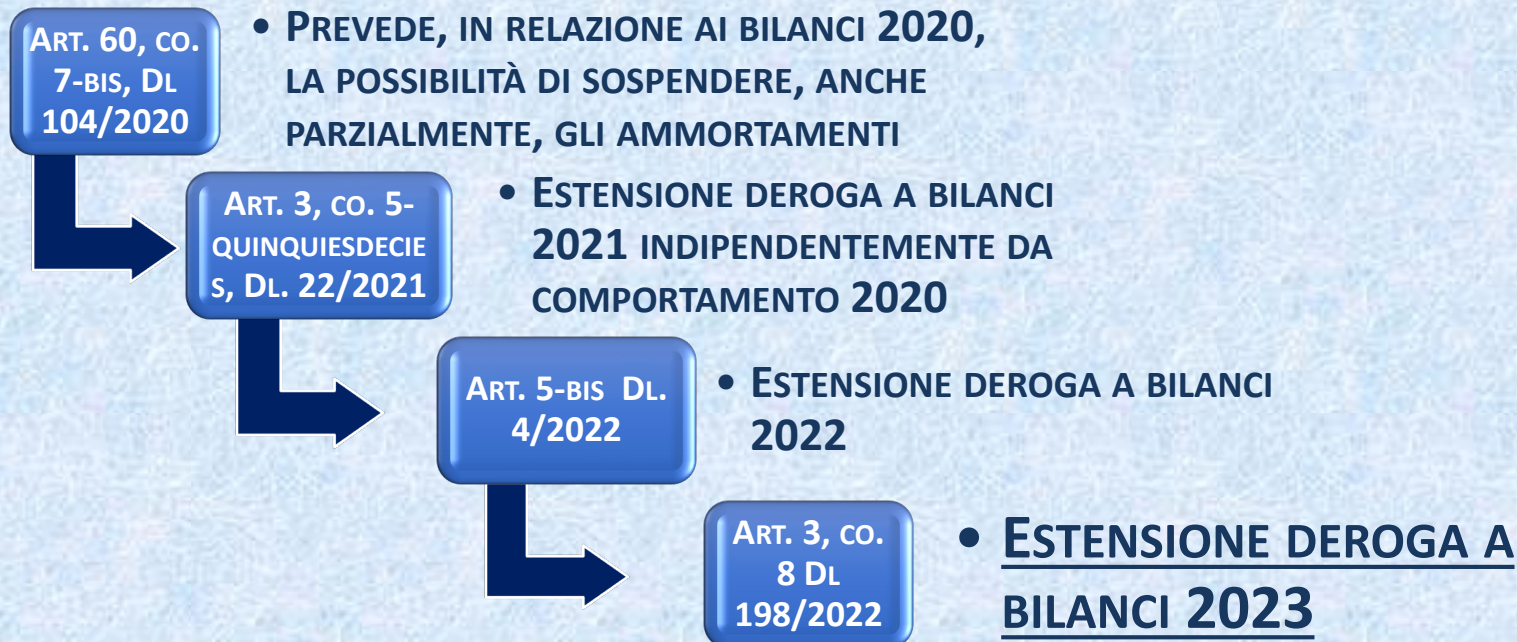 ART. 60, CO.
7-BIS, DL
104/2020
• PREVEDE, IN RELAZIONE AI BILANCI 2020,
LA POSSIBILITÀ DI SOSPENDERE, ANCHE
PARZIALMENTE, GLI AMMORTAMENTI
ART. 3, CO. 5-
QUINQUIESDECIE
S, DL. 22/2021
• ESTENSIONE DEROGA A BILANCI
2021 INDIPENDENTEMENTE DA
COMPORTAMENTO 2020
ART. 5-BIS DL.
4/2022
• ESTENSIONE DEROGA A BILANCI
2022
ART. 3, CO.
8 DL
198/2022
• ESTENSIONE DEROGA A
BILANCI 2023